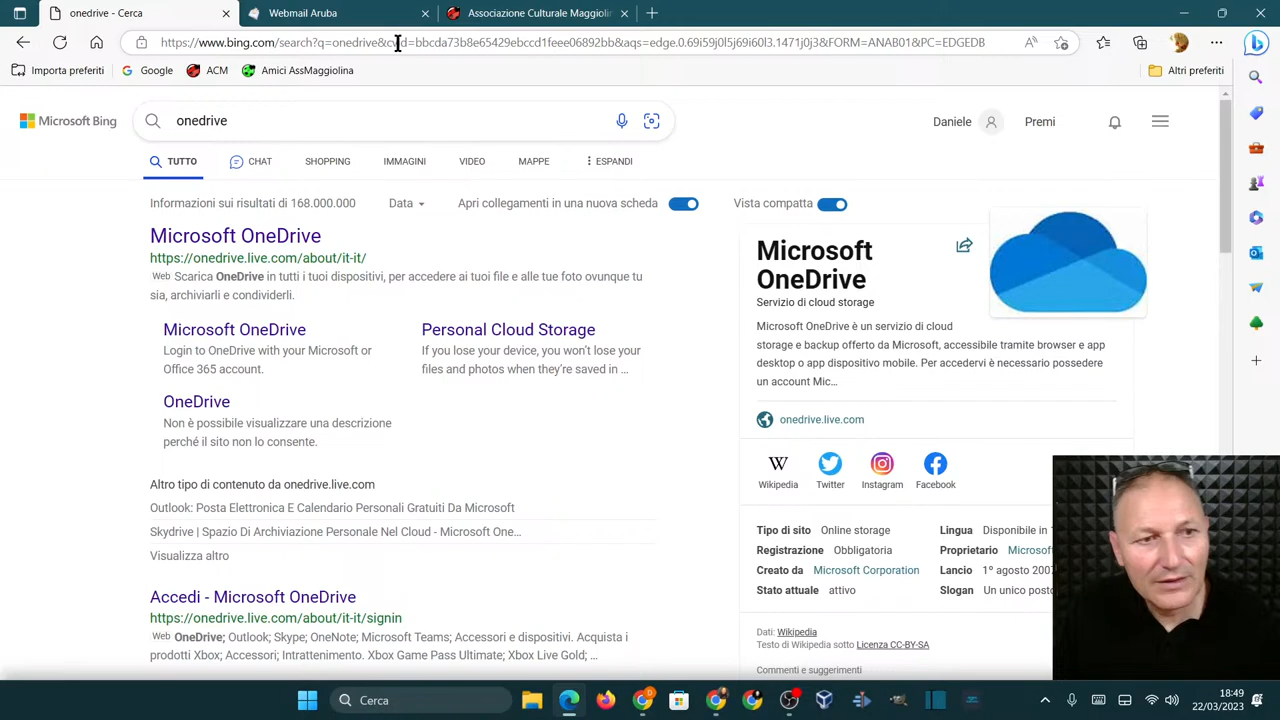 onedrive - Cerca
Webmail Aruba
Associazione Culturale Maggiolin
https://www.bing.com/search?q=onedrive&cvid=bbcda73b8e65429ebccd1feee06892bb&aqs=edge.0.69i59j0l5j69i60l3.1471j0j3&FORM=ANAB01&PC=EDGEDB
Importa preferiti
Google
ACM
Amici AssMaggiolina
Altri preferiti
Microsoft Bing
onedrive
Daniele
Premi
TUTTO
CHAT
SHOPPING
IMMAGINI
VIDEO
MAPPE
ESPANDI
Informazioni sui risultati di 168.000.000
Data
Apri collegamenti in una nuova scheda
Vista compatta
Microsoft OneDrive
https://onedrive.live.com/about/it-it/
Web Scarica OneDrive in tutti i tuoi dispositivi, per accedere ai tuoi file e alle tue foto ovunque tu
sia, archiviarli e condividerli.
Microsoft OneDrive
Login to OneDrive with your Microsoft or
Office 365 account.
Personal Cloud Storage
If you lose your device, you won't lose your
files and photos when they're saved in ...
OneDrive
Non è possibile visualizzare una descrizione
perché il sito non lo consente.
Altro tipo di contenuto da onedrive.live.com
Outlook: Posta Elettronica E Calendario Personali Gratuiti Da Microsoft
Skydrive | Spazio Di Archiviazione Personale Nel Cloud - Microsoft One...
Visualizza altro
Accedi - Microsoft OneDrive
https://onedrive.live.com/about/it-it/signin
Web OneDrive; Outlook; Skype; OneNote; Microsoft Teams; Accessori e dispositivi. Acquista i
prodotti Xbox; Accessori; Intrattenimento. Xbox Game Pass Ultimate; Xbox Live Gold; ...
Microsoft
OneDrive
Servizio di cloud storage
Microsoft OneDrive è un servizio di cloud
storage e backup offerto da Microsoft, accessibile tramite browser e app
desktop o app dispositivo mobile. Per accedervi è necessario possedere
un account Mic...
onedrive.live.com
W
Wikipedia
Twitter
Instagram
Facebook
Tipo di sito Online storage
Lingua Disponibile in
Registrazione Obbligatoria
Proprietario Microsof
Creato da Microsoft Corporation
Lancio 1º agosto 2007
Stato attuale attivo
Slogan Un unico posto
Dati: Wikipedia
Testo di Wikipedia sotto Licenza CC-BY-SA
Commenti e suggerimenti
Cerca
18:49
22/03/2023